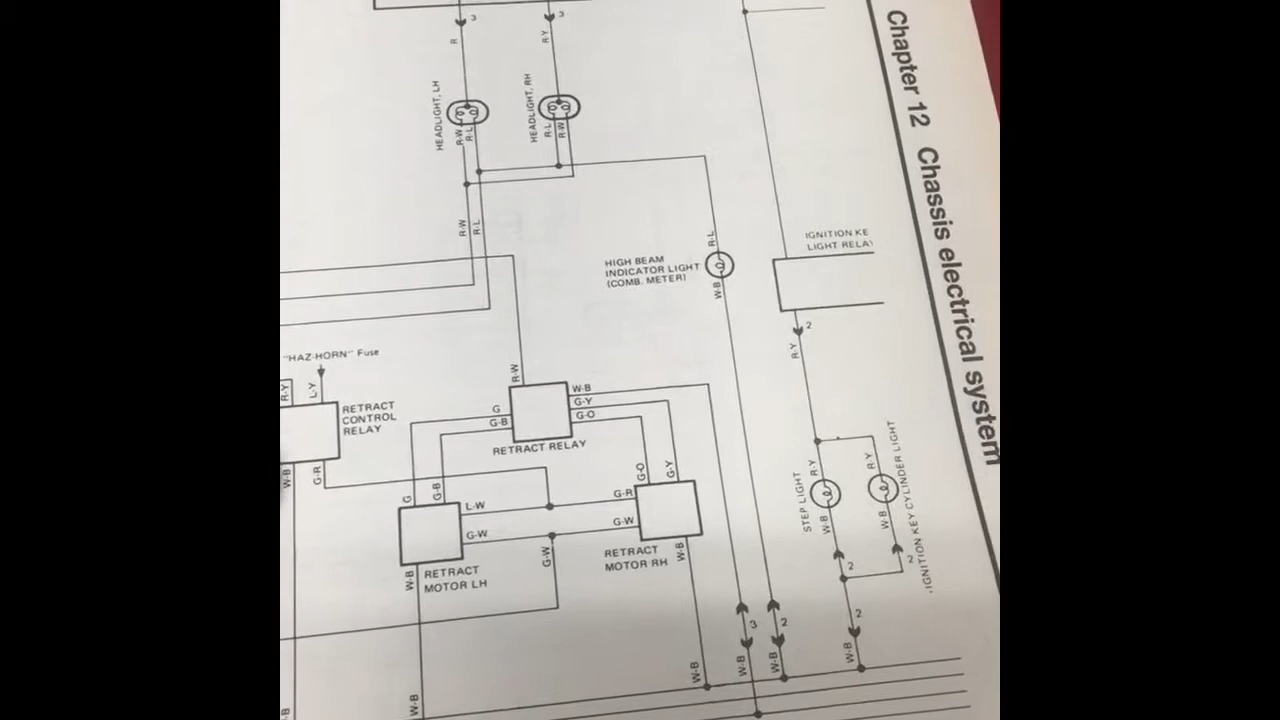 Chapter 12 Chassis electrical system
3
3
R
R-Y
HEADLIGHT, LH
HEADLIGHT, RH
R-W
R-L
R-L
R-W
R-W
R-L
R-L
HIGH BEAM
INDICATOR LIGHT
(COMB. METER)
W-B
IGNITION KE
LIGHT RELA
2
R-Y
"HAZ-HORN" Fuse
R-Y
L-Y
RETRACT
CONTROL
RELAY
W-B
G-R
R-W
G
G-B
W-B
G-Y
G-O
RETRACT RELAY
G
G-B
L-W
G-W
G-O
G-Y
G-R
G-W
G-W
RETRACT
MOTOR LH
W-B
RETRACT
MOTOR RH
W-B
STEP LIGHT
R-Y
W-B
R-Y
W-B
IGNITION KEY CYLINDER LIGHT
2
2
3
2
2
W-B
W-B
W-B
W-B
W-B